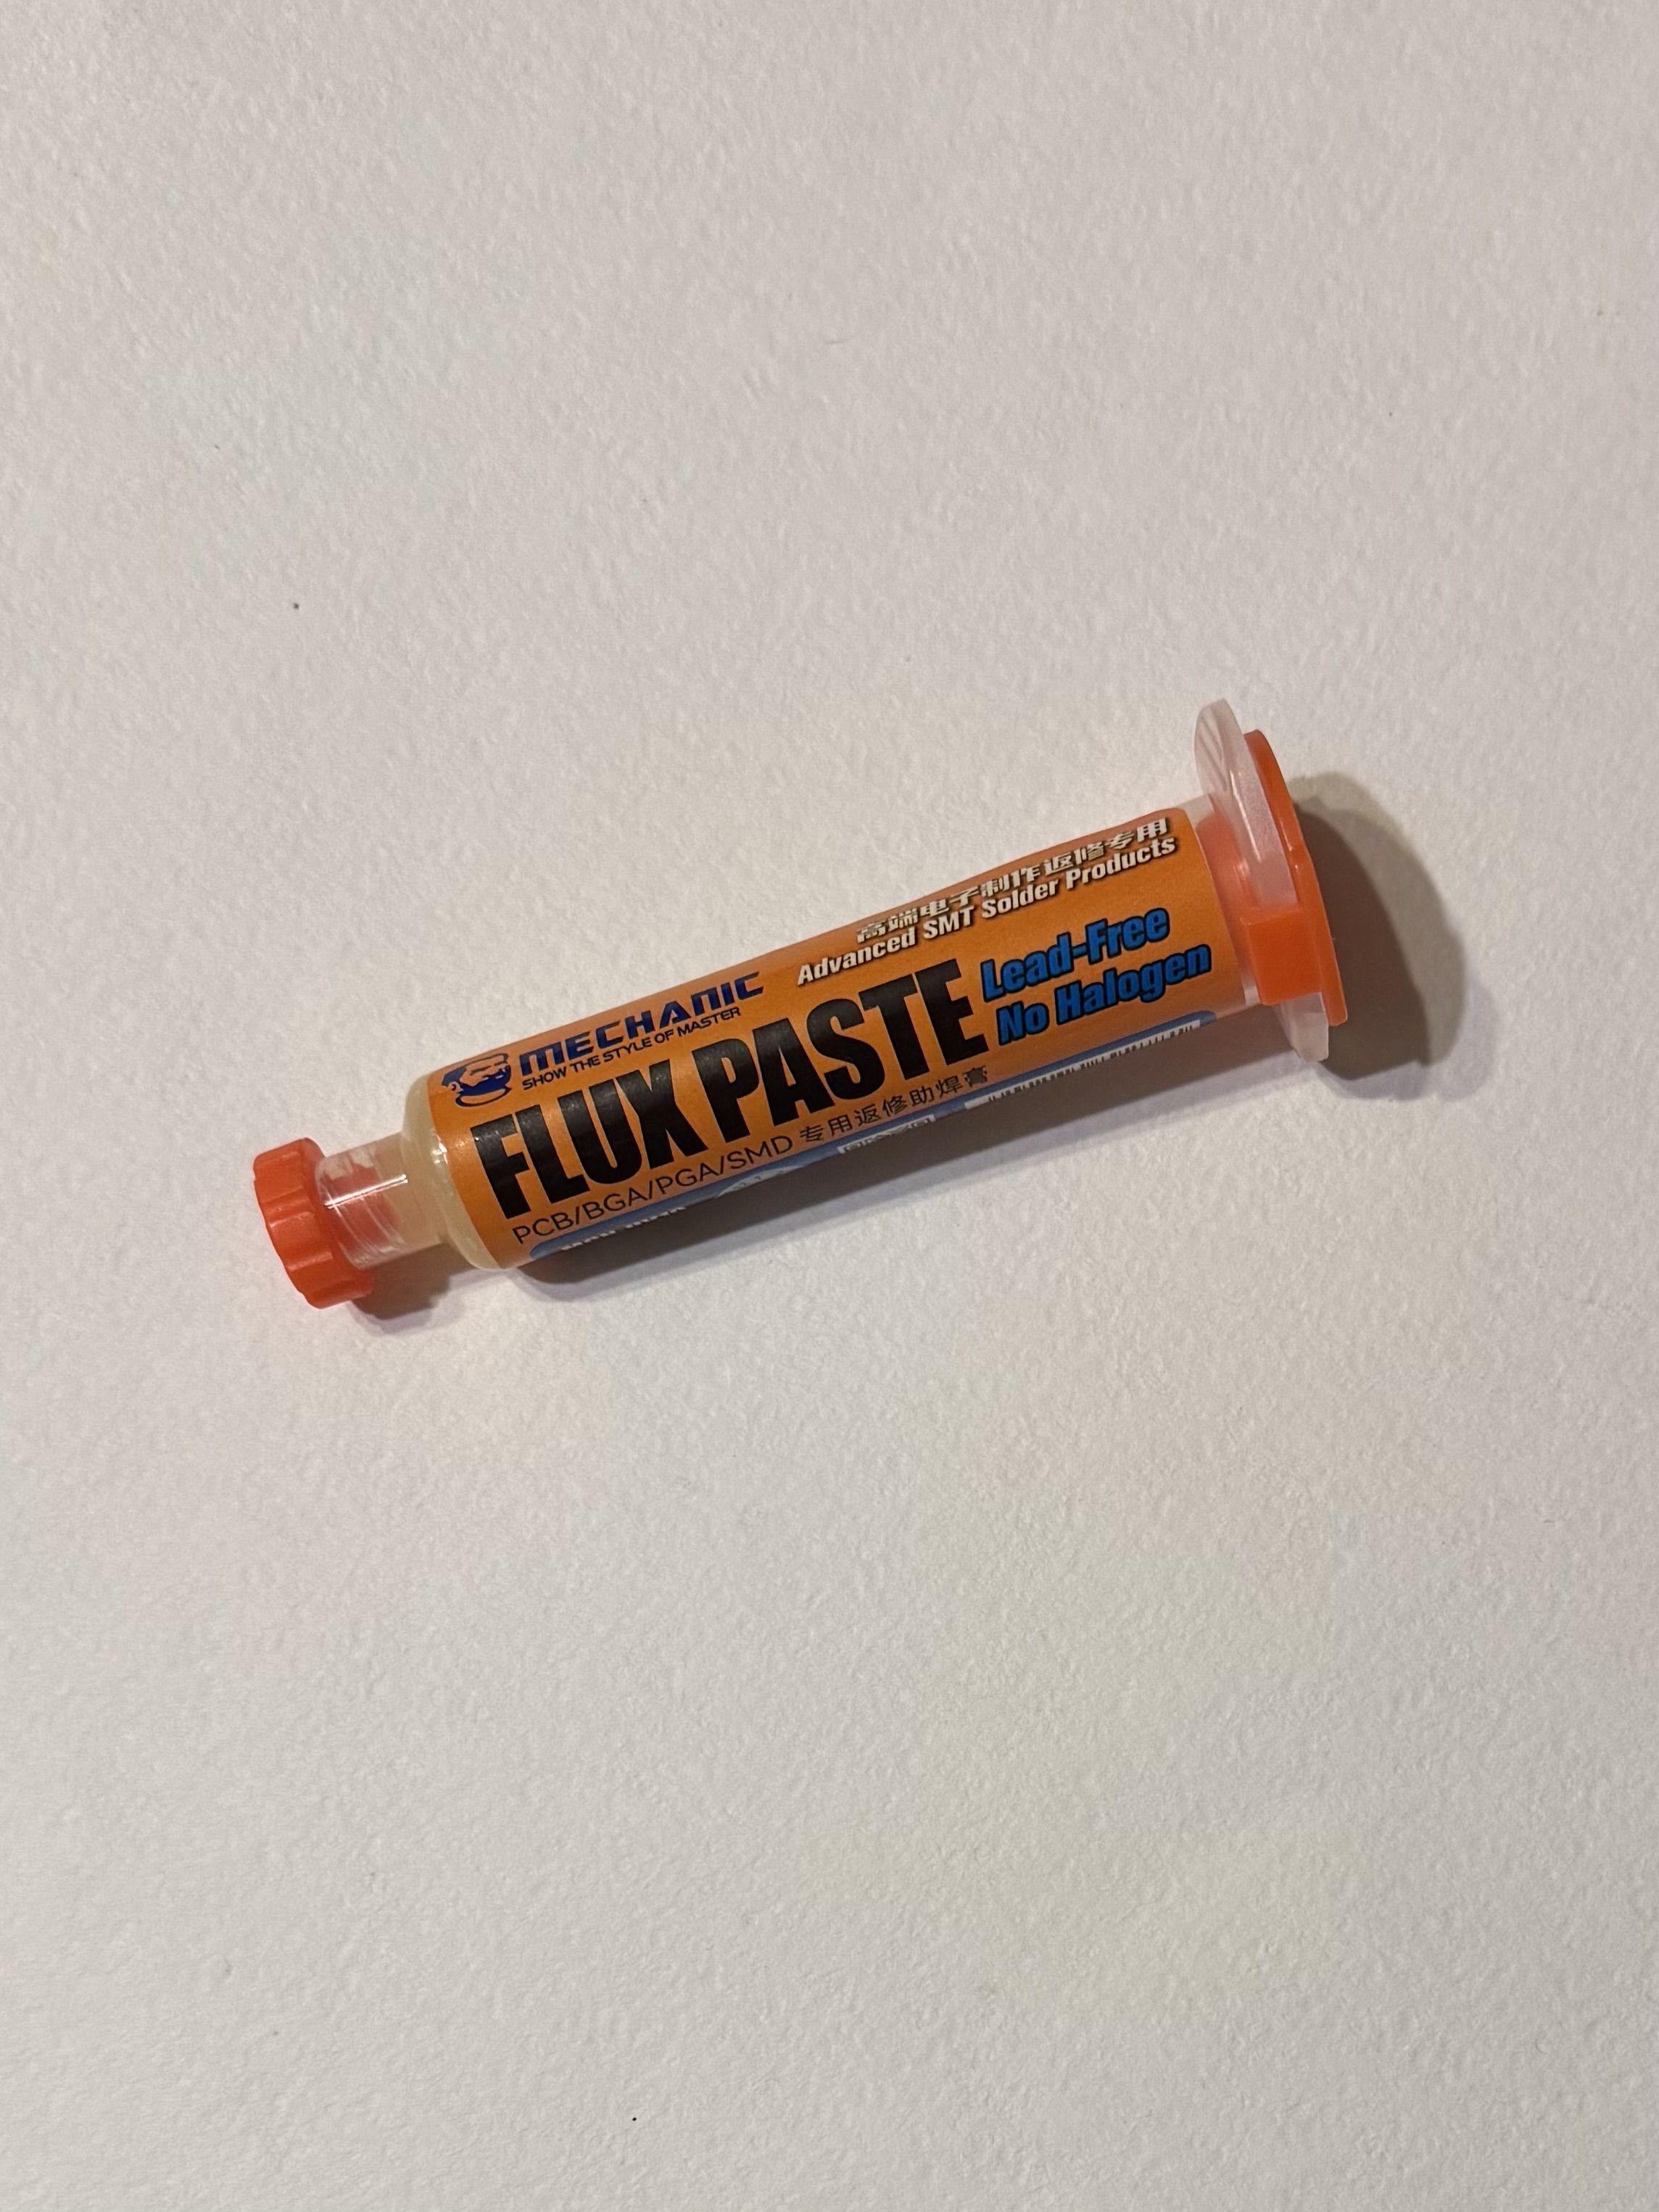 高端电子制作返修专用
Advanced SMT Solder Products
MECHANIC
SHOW THE STYLE OF MASTER
FLUX PASTE
Lead-Free
No Halogen
PCB/BGA/PGA/SMD 专用返修助焊膏